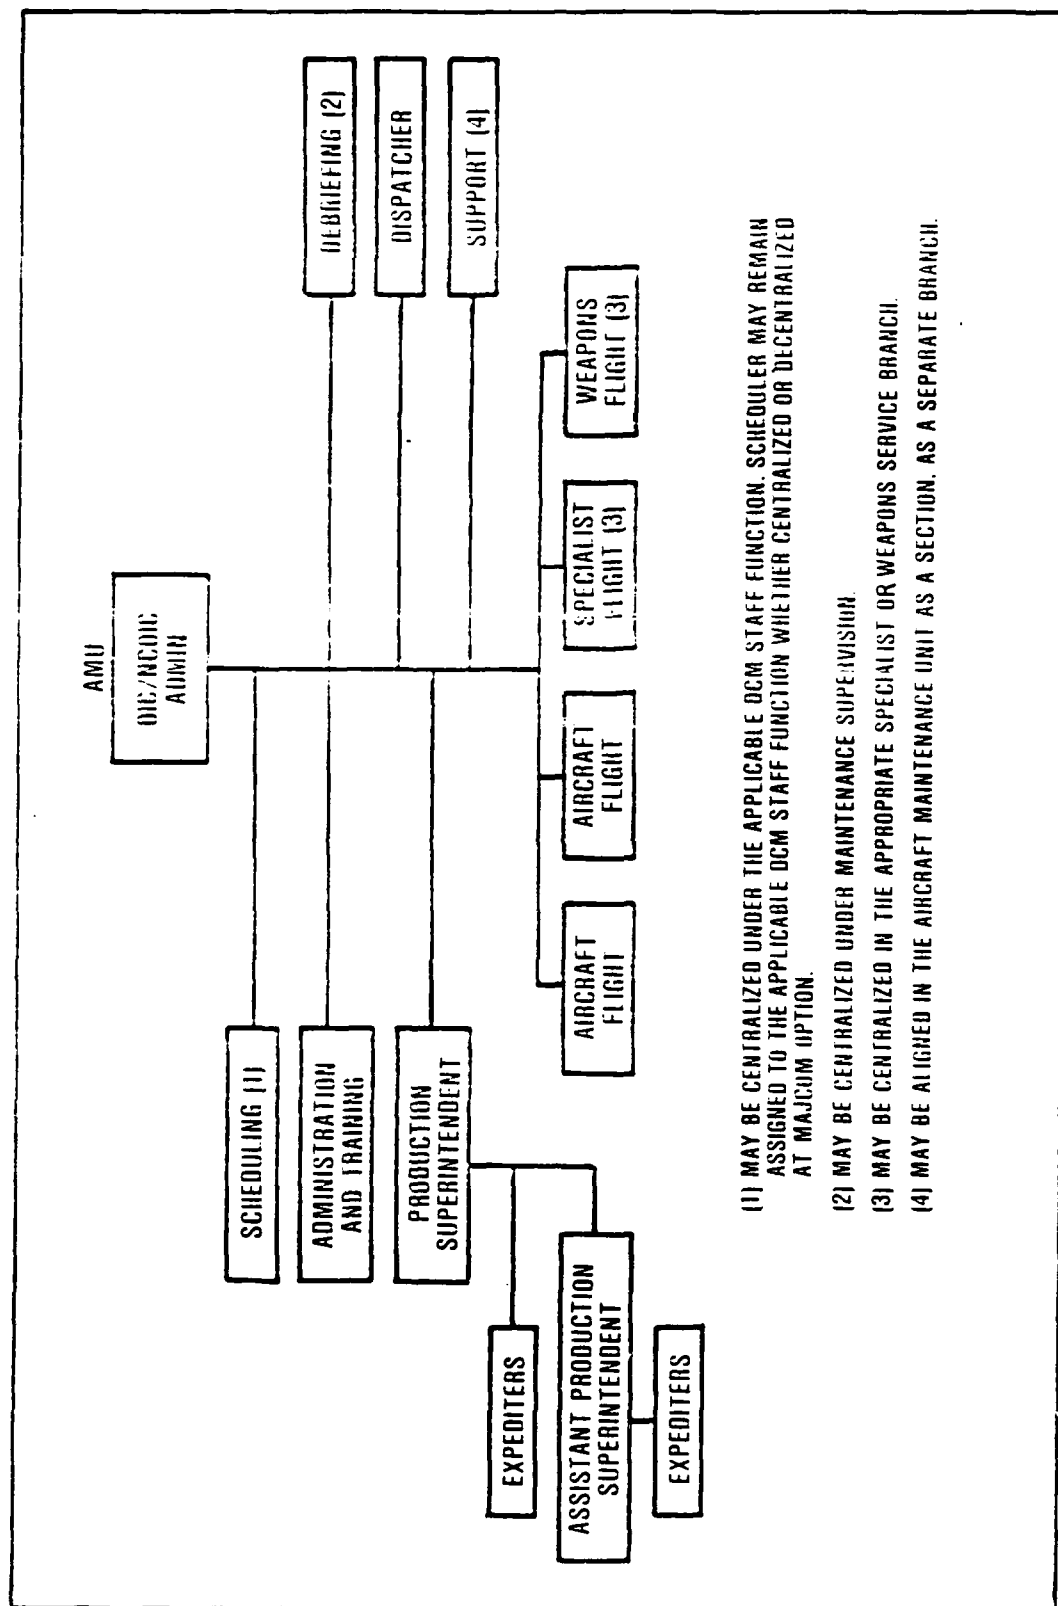 AMU
OIC/NCOIC
ADMIN
SCHEDULING (1)
ADMINISTRATION
AND TRAINING
PRODUCTION
SUPERINTENDENT
EXPEDITERS
ASSISTANT PRODUCTION
SUPERINTENDENT
EXPEDITERS
DEBRIEFING (2)
DISPATCHER
SUPPORT (4)
AIRCRAFT
FLIGHT
AIRCRAFT
FLIGHT
SPECIALIST
FLIGHT (3)
WEAPONS
FLIGHT (3)
(1) MAY BE CENTRALIZED UNDER THE APPLICABLE DCM STAFF FUNCTION. SCHEDULER MAY REMAIN
ASSIGNED TO THE APPLICABLE DCM STAFF FUNCTION WHETHER CENTRALIZED OR DECENTRALIZED
AT MAJCOM OPTION.
(2) MAY BE CENTRALIZED UNDER MAINTENANCE SUPERVISION.
(3) MAY BE CENTRALIZED IN THE APPROPRIATE SPECIALIST OR WEAPONS SERVICE BRANCH.
(4) MAY BE ALIGNED IN THE AIRCRAFT MAINTENANCE UNIT AS A SECTION, AS A SEPARATE BRANCH.